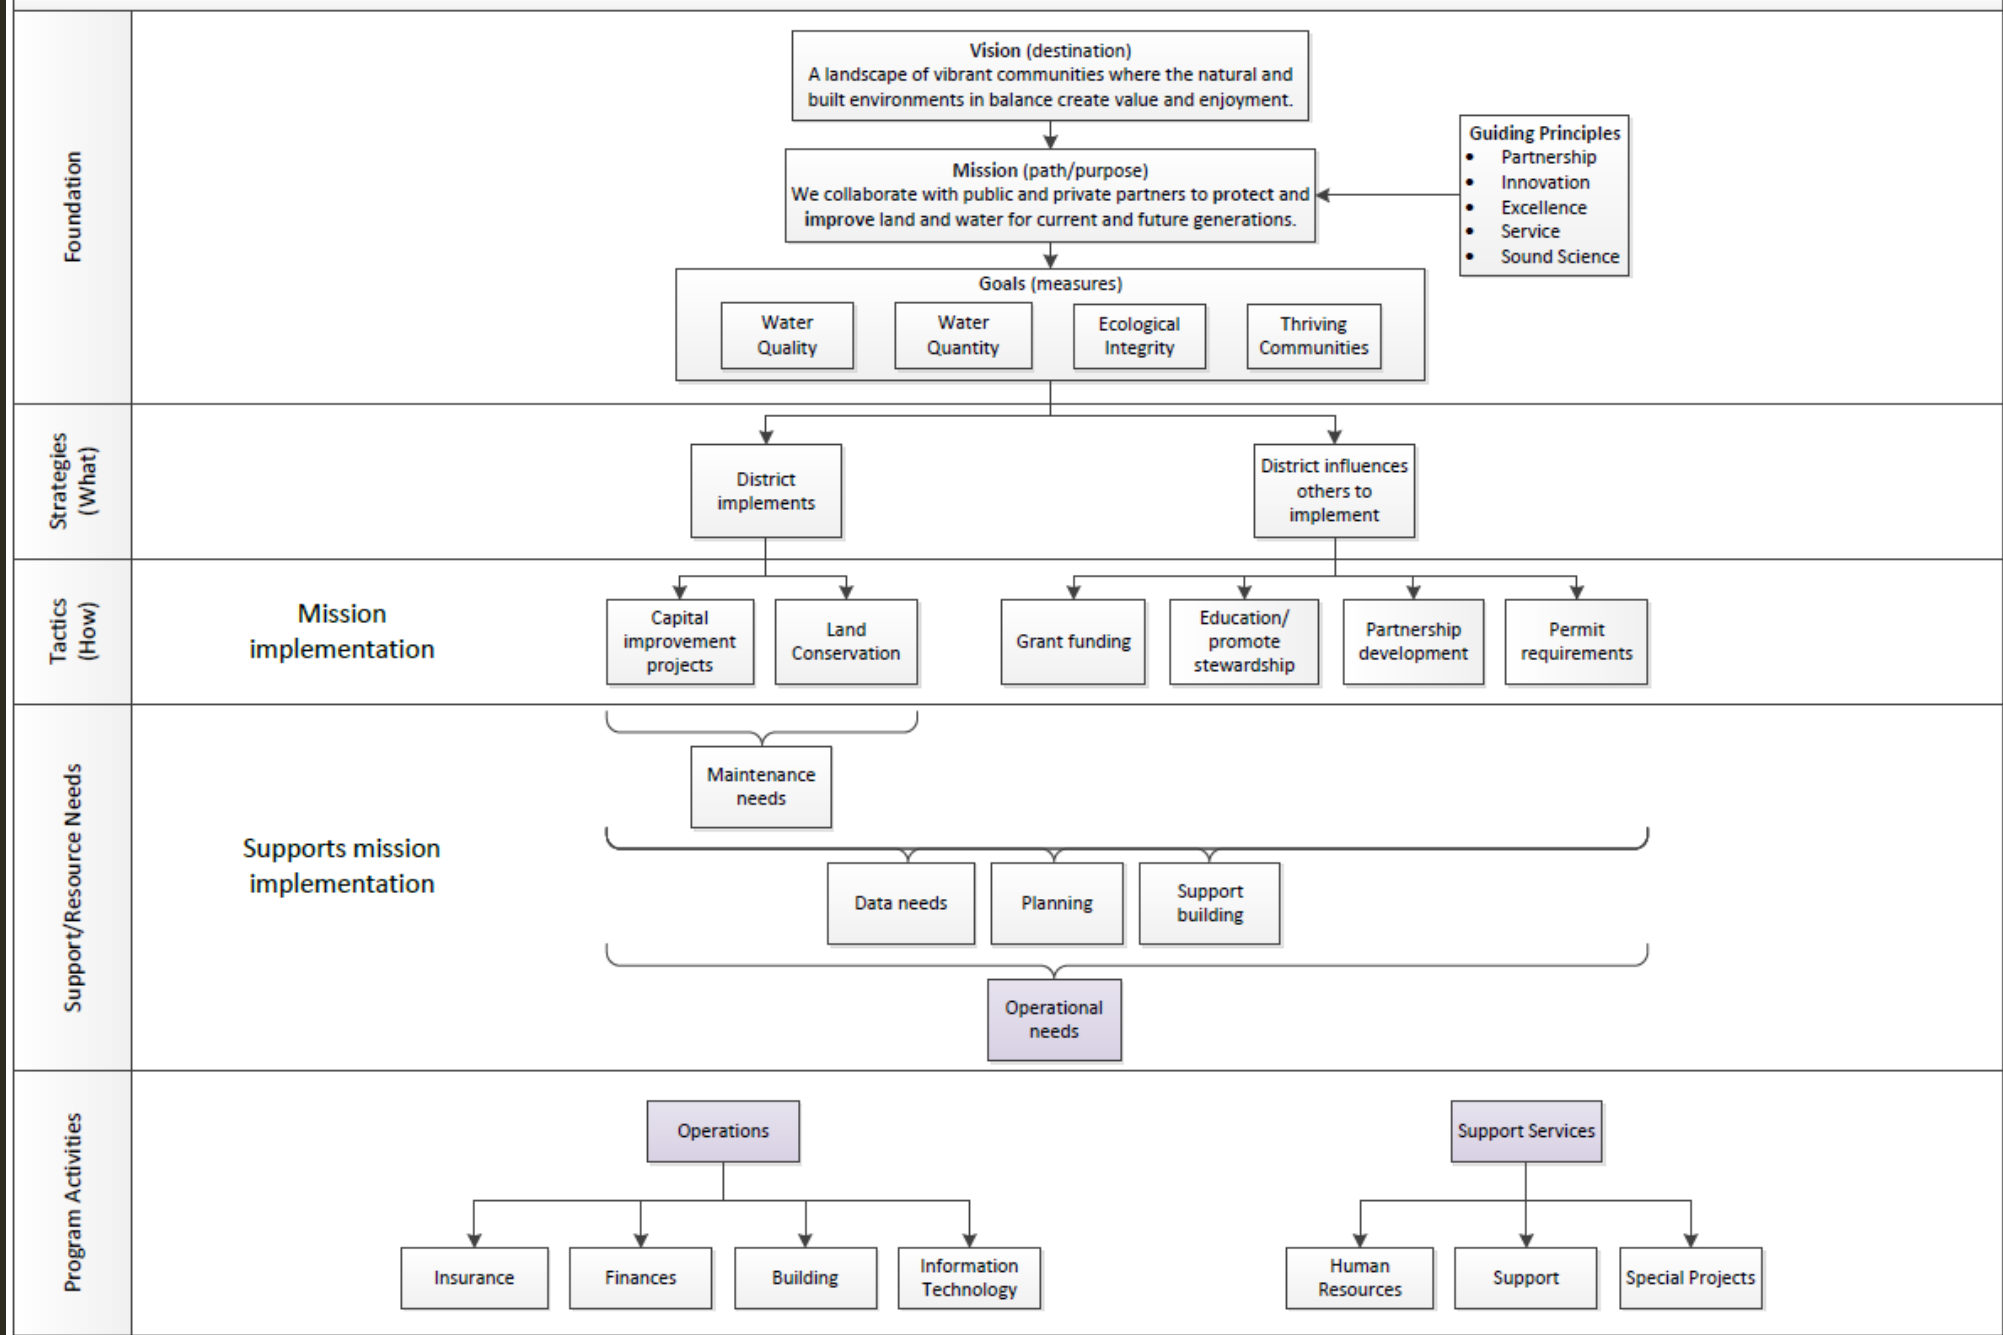 Foundation
Vision (destination)
A landscape of vibrant communities where the natural and
built environments in balance create value and enjoyment.
Mission (path/purpose)
We collaborate with public and private partners to protect and
improve land and water for current and future generations.
Guiding Principles
• Partnership
• Innovation
• Excellence
• Service
• Sound Science
Goals (measures)
Water
Quality
Water
Quantity
Ecological
Integrity
Thriving
Communities
Strategies
(What)
District
implements
District influences
others to
implement
Tactics
(How)
Mission
implementation
Capital
improvement
projects
Land
Conservation
Grant funding
Education/
promote
stewardship
Partnership
development
Permit
requirements
Support/Resource Needs
Supports mission
implementation
Maintenance
needs
Data needs
Planning
Support
building
Operational
needs
Program Activities
Operations
Insurance
Finances
Building
Information
Technology
Support Services
Human
Resources
Support
Special Projects